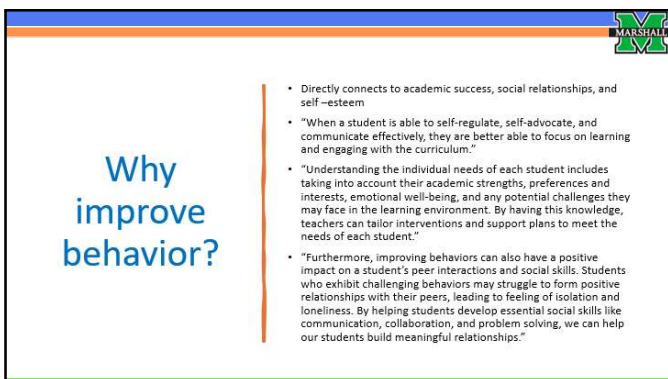 MARSHALL
Why
improve
behavior?
• Directly connects to academic success, social relationships, and
self –esteem
• “When a student is able to self-regulate, self-advocate, and
communicate effectively, they are better able to focus on learning
and engaging with the curriculum.”
• “Understanding the individual needs of each student includes
taking into account their academic strengths, preferences and
interests, emotional well-being, and any potential challenges they
may face in the learning environment. By having this knowledge,
teachers can tailor interventions and support plans to meet the
needs of each student.”
• “Furthermore, improving behaviors can also have a positive
impact on a student’s peer interactions and social skills. Students
who exhibit challenging behaviors may struggle to form positive
relationships with their peers, leading to feeling of isolation and
loneliness. By helping students develop essential social skills like
communication, collaboration, and problem solving, we can help
our students build meaningful relationships.”